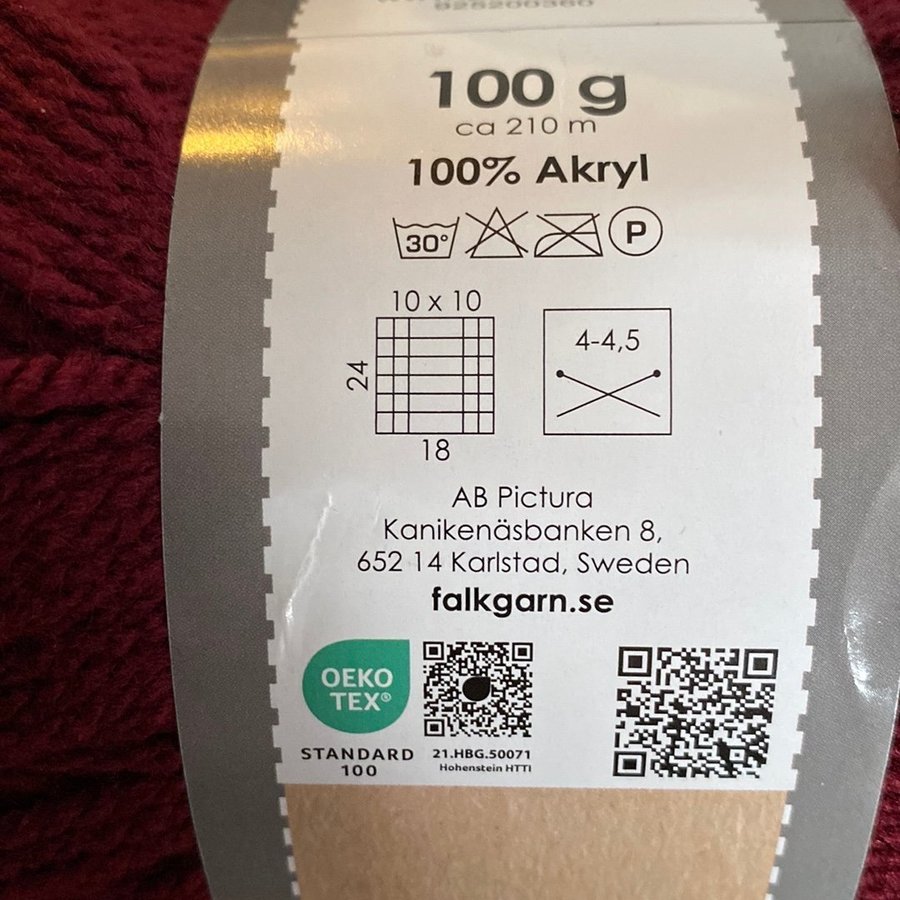 100 g
ca 210 m
100% Akryl
30° P
10 x 10
24
18
4-4,5
AB Pictura
Kanikenäsbanken 8,
652 14 Karlstad, Sweden
falkgarn.se
OEKO
TEX®
STANDARD
100
21.HBG.50071
Hohenstein HTTI